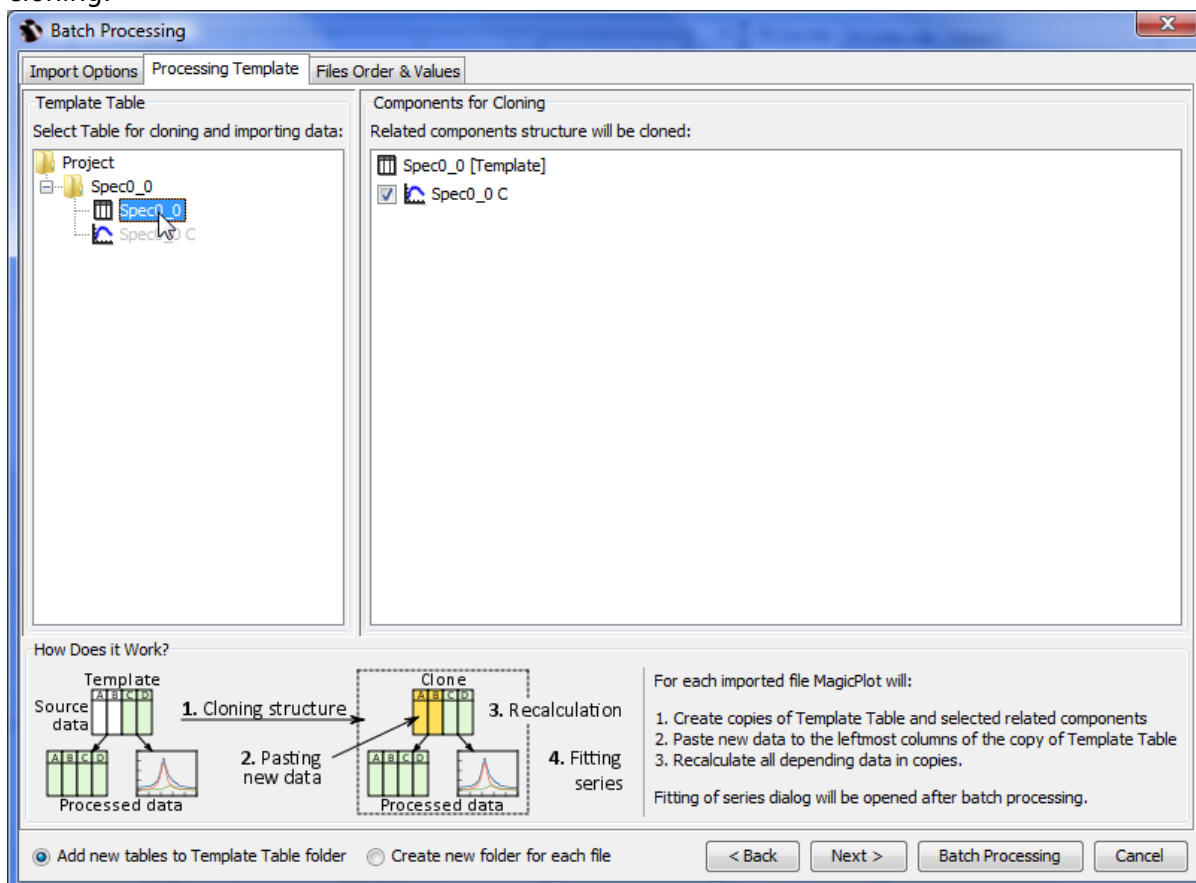 cloning.
Batch Processing
Import Options Processing Template Files Order & Values
Template Table
Select Table for cloning and importing data:
Project
Spec0_0
Spec0_0
Spec0_0 C
Components for Cloning
Related components structure will be cloned:
Spec0_0 [Template]
Spec0_0 C
How Does it Work?
Template
A B C D
Source
data
1. Cloning structure
2. Pasting
new data
A B C D
Processed data
Clone
A B C D
3. Recalculation
4. Fitting
series
A B C D
Processed data
For each imported file MagicPlot will:
1. Create copies of Template Table and selected related components
2. Paste new data to the leftmost columns of the copy of Template Table
3. Recalculate all depending data in copies.
Fitting of series dialog will be opened after batch processing.
Add new tables to Template Table folder Create new folder for each file < Back Next > Batch Processing Cancel